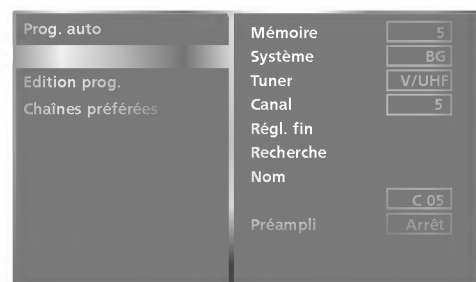 Prog. auto
Edition prog.
Chaînes préférées
Mémoire 5
Système BG
Tuner V/UHF
Canal 5
Régl. fin
Recherche
Nom
C 05
Préampli Arrêt